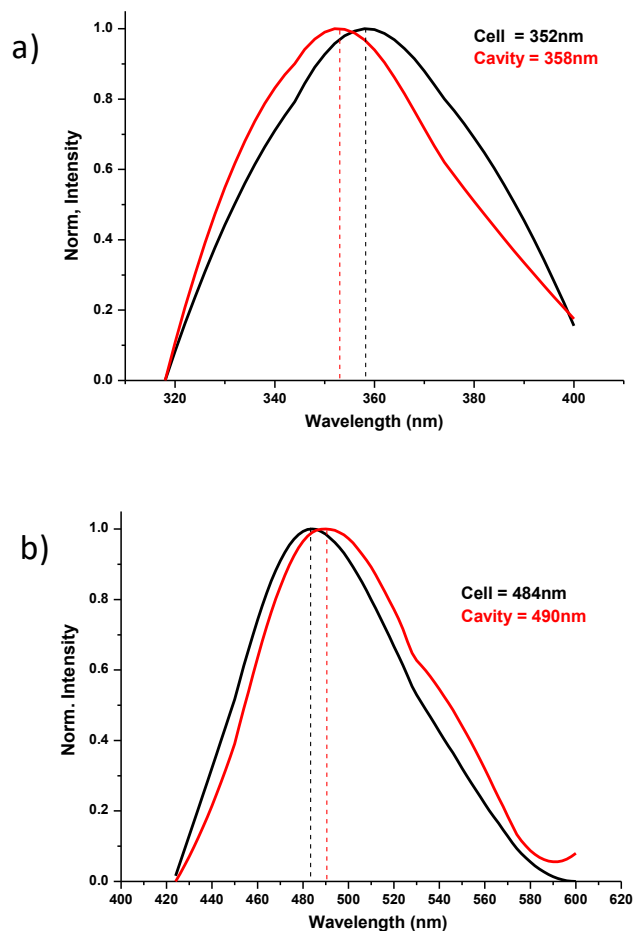 a)
Cell = 352nm
Cavity = 358nm
1.0
0.8
0.6
0.4
0.2
0.0
Norm, Intensity
320 340 360 380 400
Wavelength (nm)
b)
Cell = 484nm
Cavity = 490nm
1.0
0.8
0.6
0.4
0.2
0.0
Norm. Intensity
400 420 440 460 480 500 520 540 560 580 600 620
Wavelength (nm)